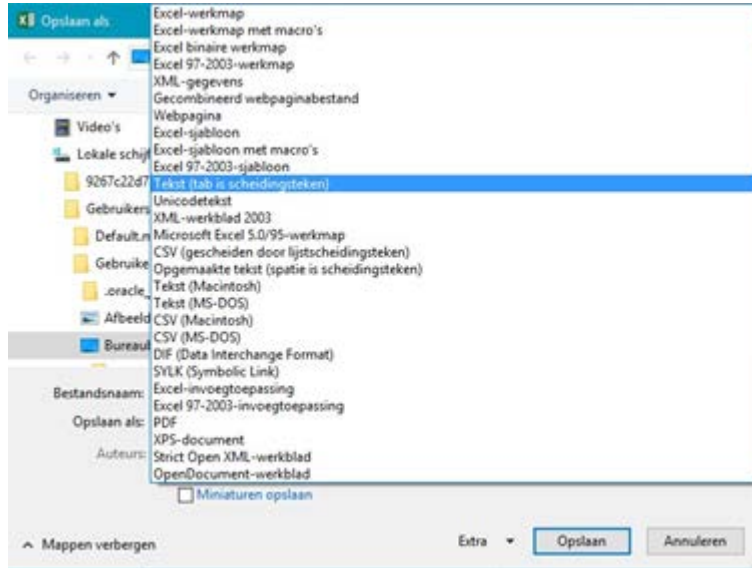 Opslaan als
Organiseren
Video's
Lokale schijf
9267c22d7
Gebruikers
Default.m
Gebruike
.oracle_
Afbeeld
Bureaubl
Excel-werkmap
Excel-werkmap met macro's
Excel binaire werkmap
Excel 97-2003-werkmap
XML-gegevens
Gecombineerd webpaginabestand
Webpagina
Excel-sjabloon
Excel-sjabloon met macro's
Excel 97-2003-sjabloon
Tekst (tab is scheidingsteken)
Unicodetekst
XML-werkblad 2003
Microsoft Excel 5.0/95-werkmap
CSV (gescheiden door lijstscheidingsteken)
Opgemaakte tekst (spatie is scheidingsteken)
Tekst (Macintosh)
Tekst (MS-DOS)
CSV (Macintosh)
CSV (MS-DOS)
DIF (Data Interchange Format)
SYLK (Symbolic Link)
Excel-invoegtoepassing
Excel 97-2003-invoegtoepassing
PDF
XPS-document
Strict Open XML-werkblad
OpenDocument-werkblad
Bestandsnaam:
Opslaan als:
Auteurs:
Miniaturen opslaan
Mappen verbergen
Extra
Opslaan
Annuleren